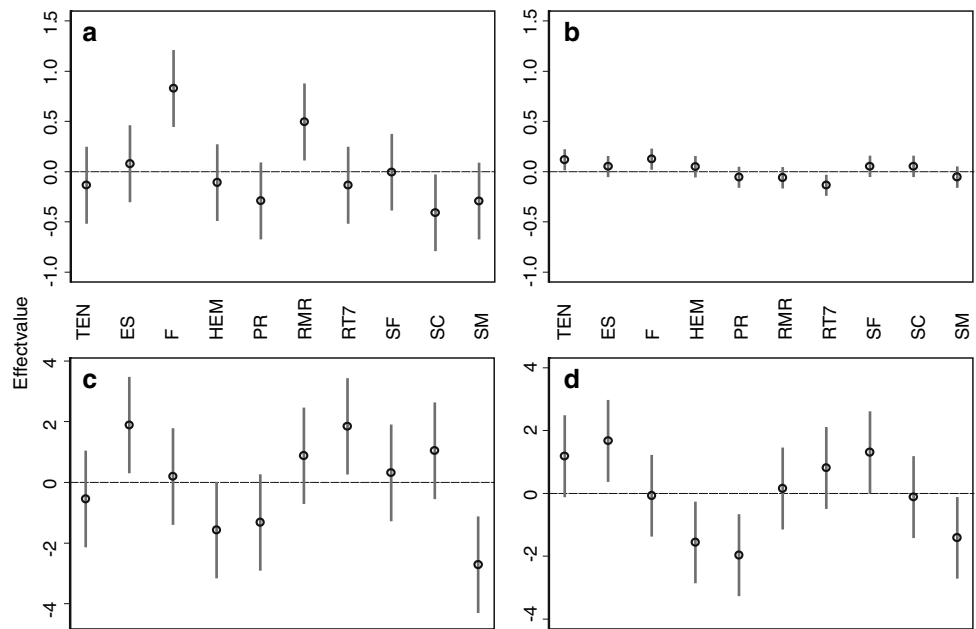 a
1.5
1.0
0.5
0.0
-0.5
-1.0
b
1.5
1.0
0.5
0.0
-0.5
-1.0
Effectvalue
TEN
ES
F
HEM
PR
RMR
RT7
SF
SC
SM
TEN
ES
F
HEM
PR
RMR
RT7
SF
SC
SM
c
4
2
0
-2
-4
d
4
2
0
-2
-4